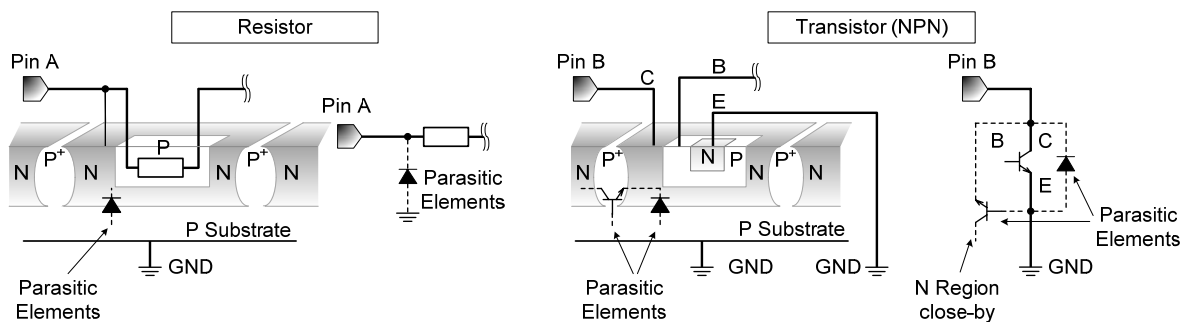 Resistor
Transistor (NPN)
Pin A
Pin A
N
P+
N
P
N
P+
N
Parasitic
Elements
P Substrate
GND
Parasitic
Elements
Pin B
C
B
E
N
P+
N
N
P
N
P+
N
P Substrate
GND
GND
Parasitic
Elements
Pin B
B
C
E
Parasitic
Elements
GND
N Region
close-by